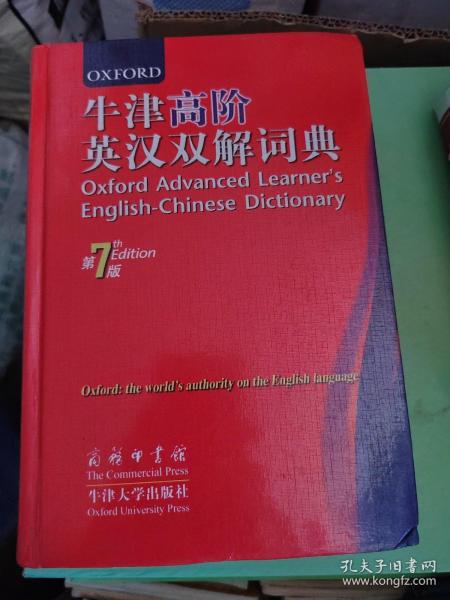 OXFORD
牛津高阶
英汉双解词典
Oxford Advanced Learner's
English-Chinese Dictionary
第7th Edition版
Oxford: the world's authority on the English language
商務印書館
The Commercial Press
牛津大学出版社
Oxford University Press
孔夫子旧书网
www.kongfz.com